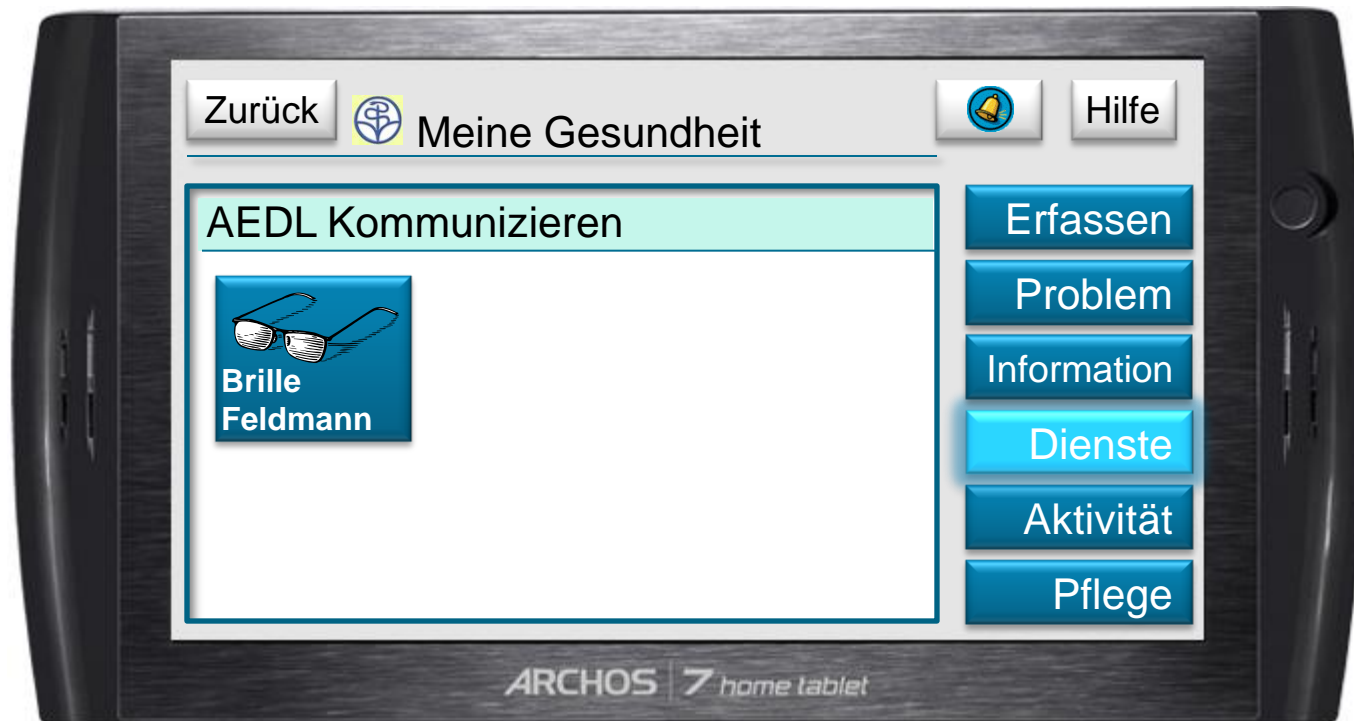 Zurück
Meine Gesundheit
Hilfe
AEDL Kommunizieren
Brille
Feldmann
Erfassen
Problem
Information
Dienste
Aktivität
Pflege
ARCHOS 7 home tablet